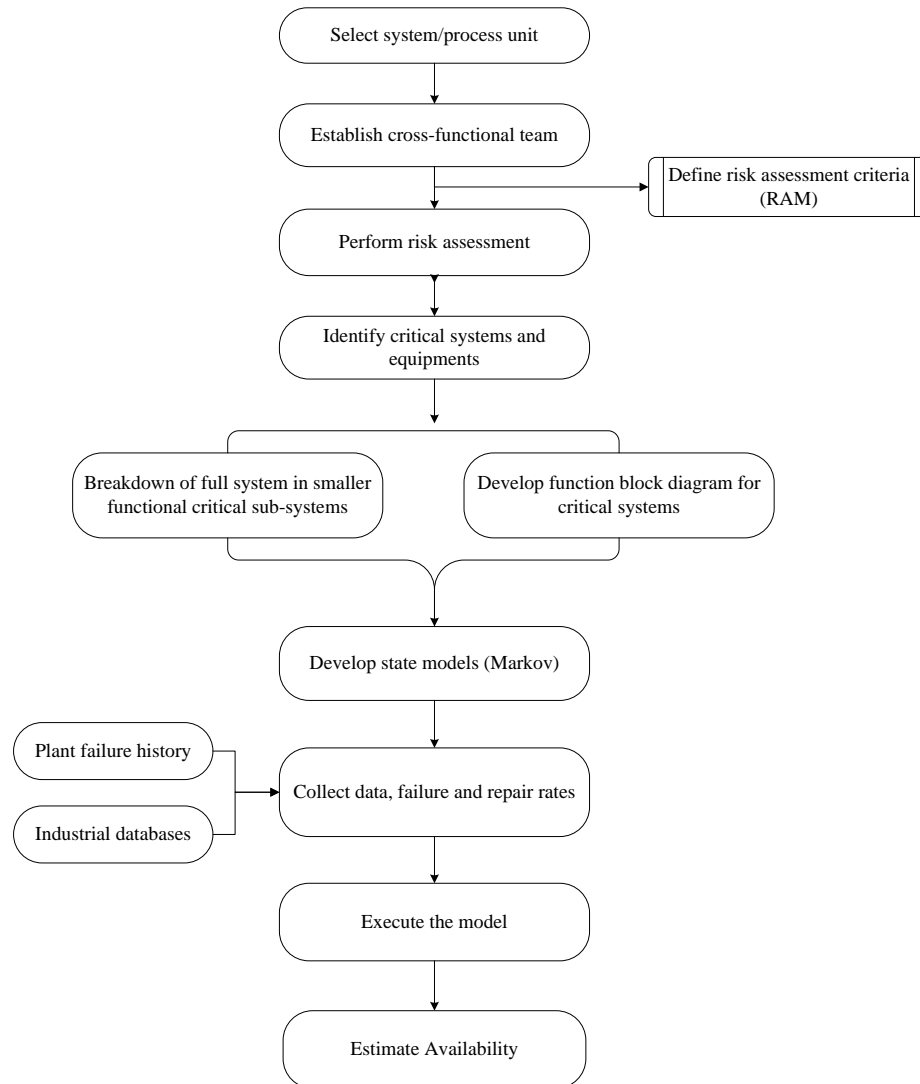 Select system/process unit
Establish cross-functional team
Define risk assessment criteria
(RAM)
Perform risk assessment
Identify critical systems and
equipments
Breakdown of full system in smaller
functional critical sub-systems
Develop function block diagram for
critical systems
Develop state models (Markov)
Plant failure history
Collect data, failure and repair rates
Industrial databases
Execute the model
Estimate Availability